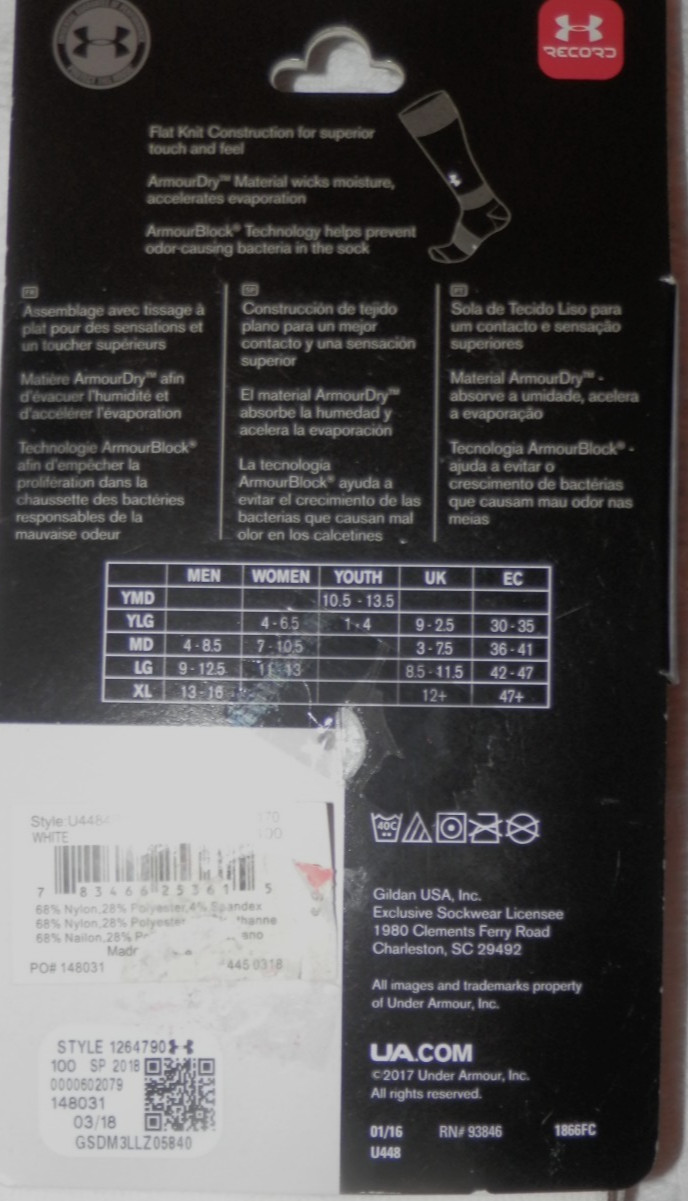 RECORD
Flat Knit Construction for superior
touch and feel
ArmourDry™ Material wicks moisture,
accelerates evaporation
ArmourBlock® Technology helps prevent
odor-causing bacteria in the sock
FR
Assemblage avec tissage à
plat pour des sensations et
un toucher supérieurs
Matière ArmourDry™ afin
d'évacuer l'humidité et
d'accélérer l'évaporation
Technologie ArmourBlock®
afin d'empêcher la
prolifération dans la
chaussette des bactéries
responsables de la
mauvaise odeur
Construcción de tejido
plano para un mejor
contacto y una sensación
superior
El material ArmourDry™
absorbe la humedad y
acelera la evaporación
La tecnología
ArmourBlock® ayuda a
evitar el crecimiento de las
bacterias que causan mal
olor en los calcetines
Sola de Tecido Liso para
um contacto e sensação
superiores
Material ArmourDry™ -
absorve a umidade, acelera
a evaporação
Tecnologia ArmourBlock® -
ajuda a evitar o
crescimento de bactérias
que causam mau odor nas
meias
MEN WOMEN YOUTH UK EC
YMD 10.5 - 13.5
YLG 4 - 6.5 1 - 4 9 - 2.5 30 - 35
MD 4 - 8.5 7 - 10.5 3 - 7.5 36 - 41
LG 9 - 12.5 11 - 13 8.5 - 11.5 42 - 47
XL 13 - 16 12+ 47+
Style:U448
WHITE
7 83466 25361 5
68% Nylon,28% Polyester,4% Spandex
68% Nylon,28% Polyester
68% Nailon,28%
PO# 148031 445 0318
STYLE 1264790
100 SP 2018
0000602079
148031
03/18
GSDM3LLZ05840
40C
Gildan USA, Inc.
Exclusive Sockwear Licensee
1980 Clements Ferry Road
Charleston, SC 29492
All images and trademarks property
of Under Armour, Inc.
UA.COM
©2017 Under Armour, Inc.
All rights reserved.
01/16 RN# 93846 1866FC
U448